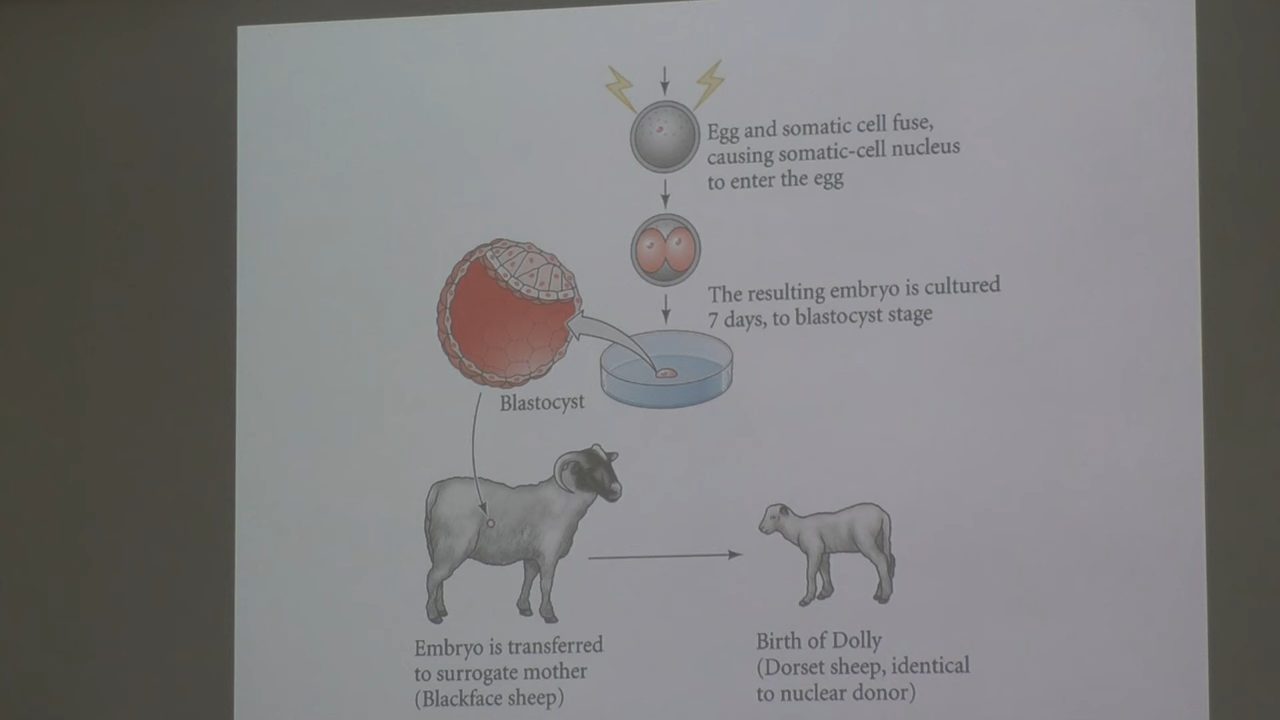 Egg and somatic cell fuse,
causing somatic-cell nucleus
to enter the egg
The resulting embryo is cultured
7 days, to blastocyst stage
Blastocyst
Embryo is transferred
to surrogate mother
(Blackface sheep)
Birth of Dolly
(Dorset sheep, identical
to nuclear donor)